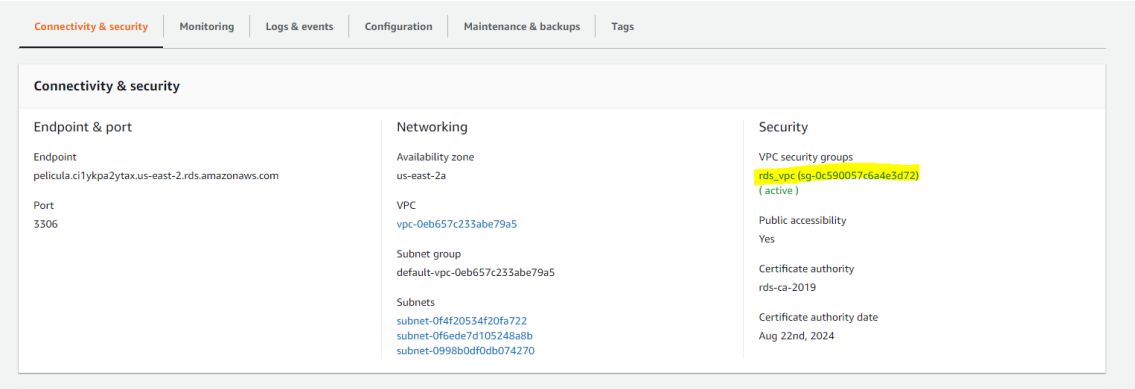 Connectivity & security
Monitoring
Logs & events
Configuration
Maintenance & backups
Tags
Connectivity & security
Endpoint & port
Endpoint
pelicula.ci1ykpa2ytax.us-east-2.rds.amazonaws.com
Port
3306
Networking
Availability zone
us-east-2a
VPC
vpc-0eb657c233abe79a5
Subnet group
default-vpc-0eb657c233abe79a5
Subnets
subnet-0f4f20534f20fa722
subnet-0f6ede7d105248a8b
subnet-0998b0df0db074270
Security
VPC security groups
rds_vpc (sg-0c590057c6a4e3d72)
( active )
Public accessibility
Yes
Certificate authority
rds-ca-2019
Certificate authority date
Aug 22nd, 2024